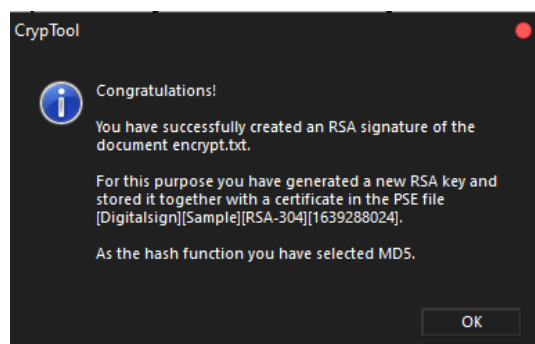 CrypTool
Congratulations!
You have successfully created an RSA signature of the
document encrypt.txt.
For this purpose you have generated a new RSA key and
stored it together with a certificate in the PSE file
[Digitalsign][Sample][RSA-304][1639288024].
As the hash function you have selected MD5.
OK